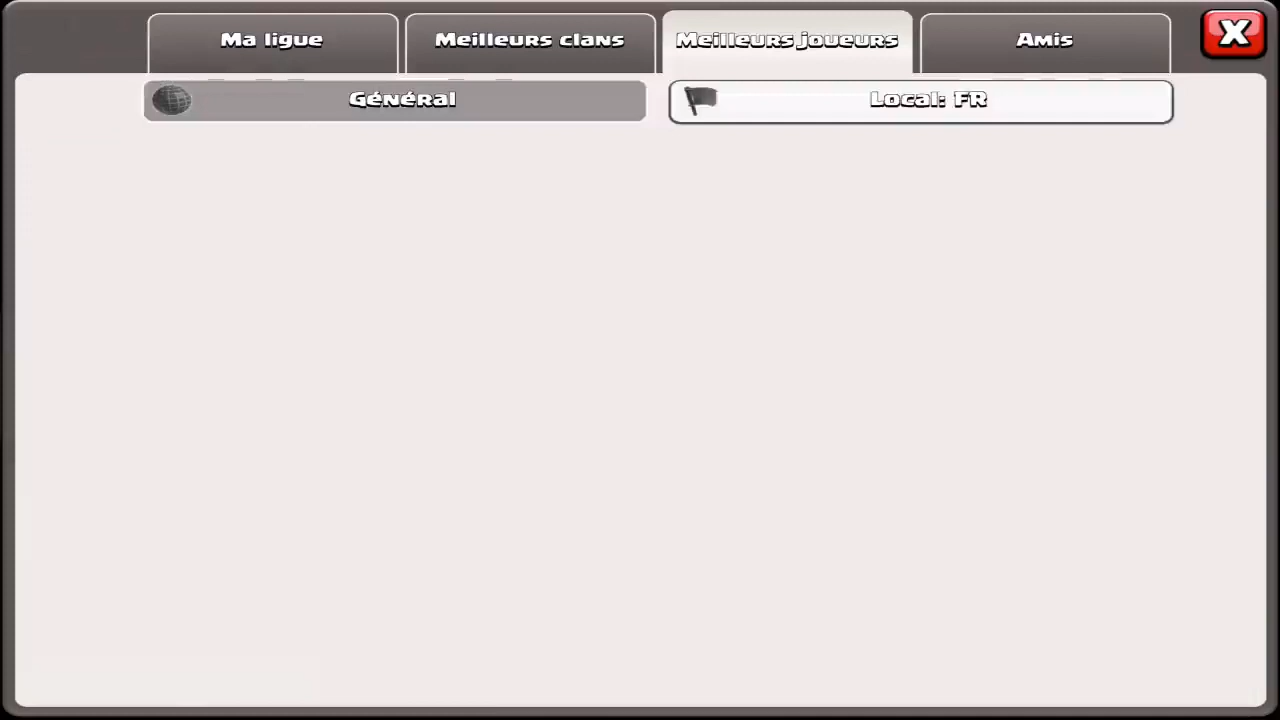 Ma ligue
Meilleurs clans
Meilleurs joueurs
Amis
X
Général
Local: FR